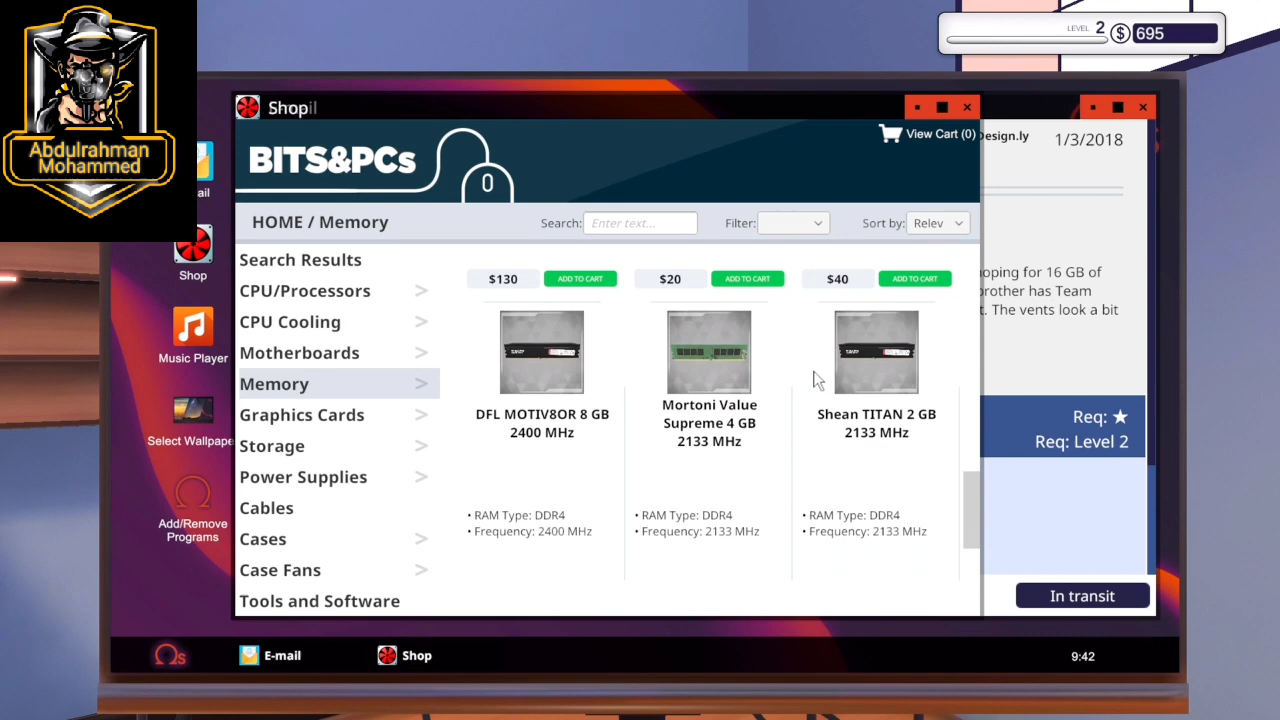 Abdulrahman
Mohammed
LEVEL 2 $ 695
Shopil
View Cart (0)
BITS&PCs
0
HOME / Memory
Search: Enter text...
Filter:
Sort by: Relev
Search Results
CPU/Processors >
CPU Cooling >
Motherboards >
Memory >
Graphics Cards >
Storage >
Power Supplies >
Cables
Cases >
Case Fans >
Tools and Software
$130 ADD TO CART
$20 ADD TO CART
$40 ADD TO CART
DFL MOTIV8OR 8 GB
2400 MHz
• RAM Type: DDR4
• Frequency: 2400 MHz
Mortoni Value
Supreme 4 GB
2133 MHz
• RAM Type: DDR4
• Frequency: 2133 MHz
Shean TITAN 2 GB
2133 MHz
• RAM Type: DDR4
• Frequency: 2133 MHz
Design.ly 1/3/2018
oping for 16 GB of
brother has Team
t. The vents look a bit
Req: ★
Req: Level 2
In transit
ail
Shop
Music Player
Select Wallpape
Add/Remove
Programs
Ωs
E-mail
Shop
9:42